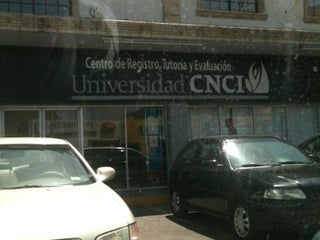 Centro de Registro, Tutoría y Evaluación
Universidad CNCI